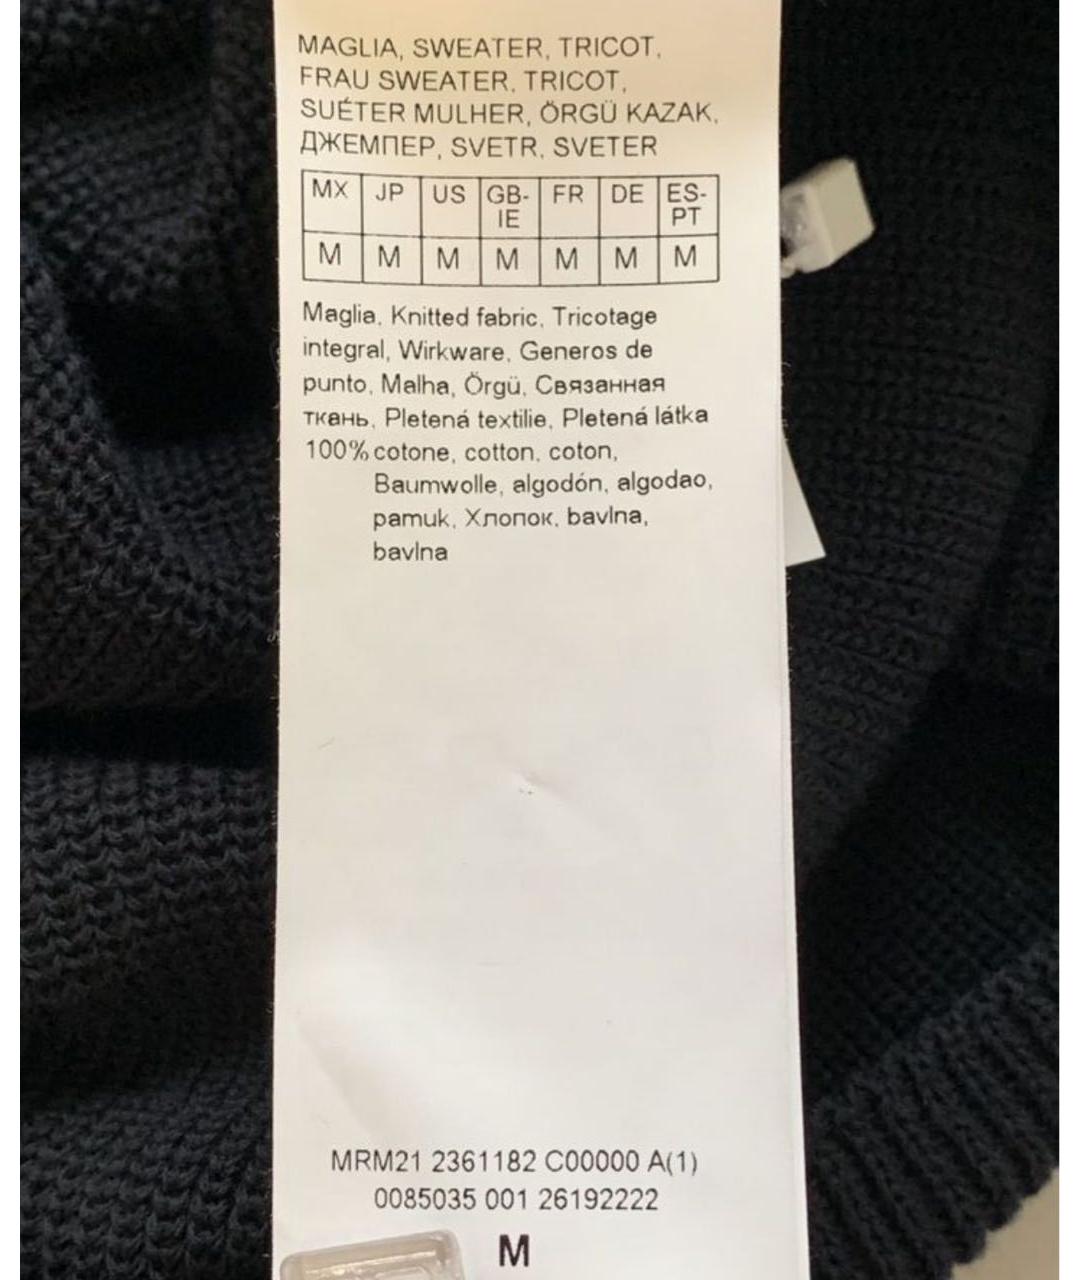 MAGLIA, SWEATER, TRICOT,
FRAU SWEATER, TRICOT,
SUÉTER MULHER, ÖRGÜ KAZAK,
ДЖЕМПЕР, SVETR, SVETER
MX JP US GB-IE FR DE ES-PT
M M M M M M M
Maglia, Knitted fabric, Tricotage
integral, Wirkware, Generos de
punto, Malha, Örgü, Связанная
ткань, Pletená textilie, Pletená látka
100% cotone, cotton, coton,
Baumwolle, algodón, algodao,
pamuk, Хлопок, bavlna,
bavlna
MRM21 2361182 C00000 A(1)
0085035 001 26192222
M